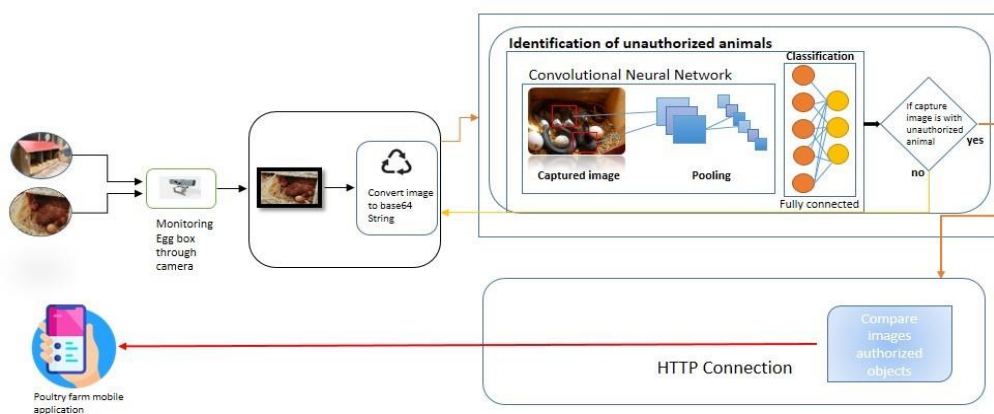 Identification of unauthorized animals
Classification
Convolutional Neural Network
Captured image
Pooling
Fully connected
If capture
image is with
unauthorized
animal
yes
no
Convert image
to base64
String
Monitoring
Egg box
through
camera
Compare
images
authorized
objects
HTTP Connection
Poultry farm mobile
application